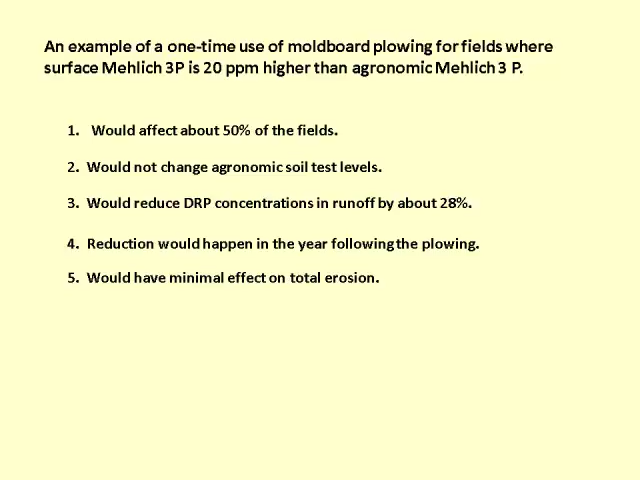 An example of a one-time use of moldboard plowing for fields where
surface Mehlich 3P is 20 ppm higher than agronomic Mehlich 3 P.
1. Would affect about 50% of the fields.
2. Would not change agronomic soil test levels.
3. Would reduce DRP concentrations in runoff by about 28%.
4. Reduction would happen in the year following the plowing.
5. Would have minimal effect on total erosion.